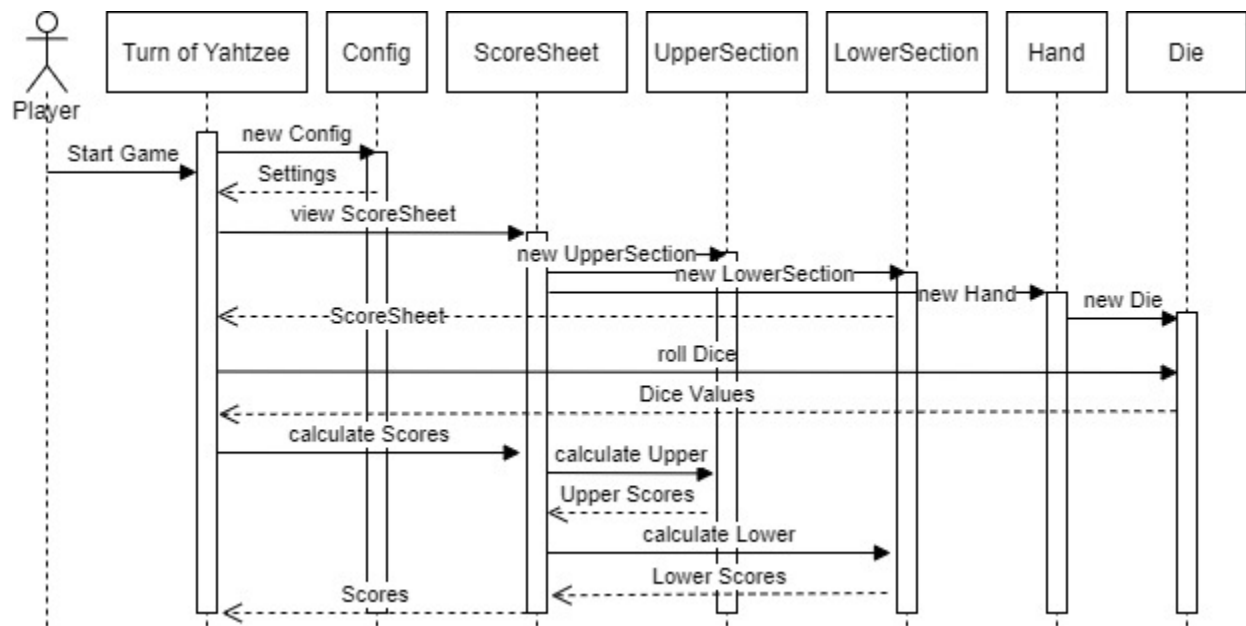 Turn of Yahtzee
Config
ScoreSheet
UpperSection
LowerSection
Hand
Die
Player
new Config
Start Game
Settings
view ScoreSheet
new UpperSection
new LowerSection
new Hand
new Die
ScoreSheet
roll Dice
Dice Values
calculate Scores
calculate Upper
Upper Scores
calculate Lower
Lower Scores
Scores